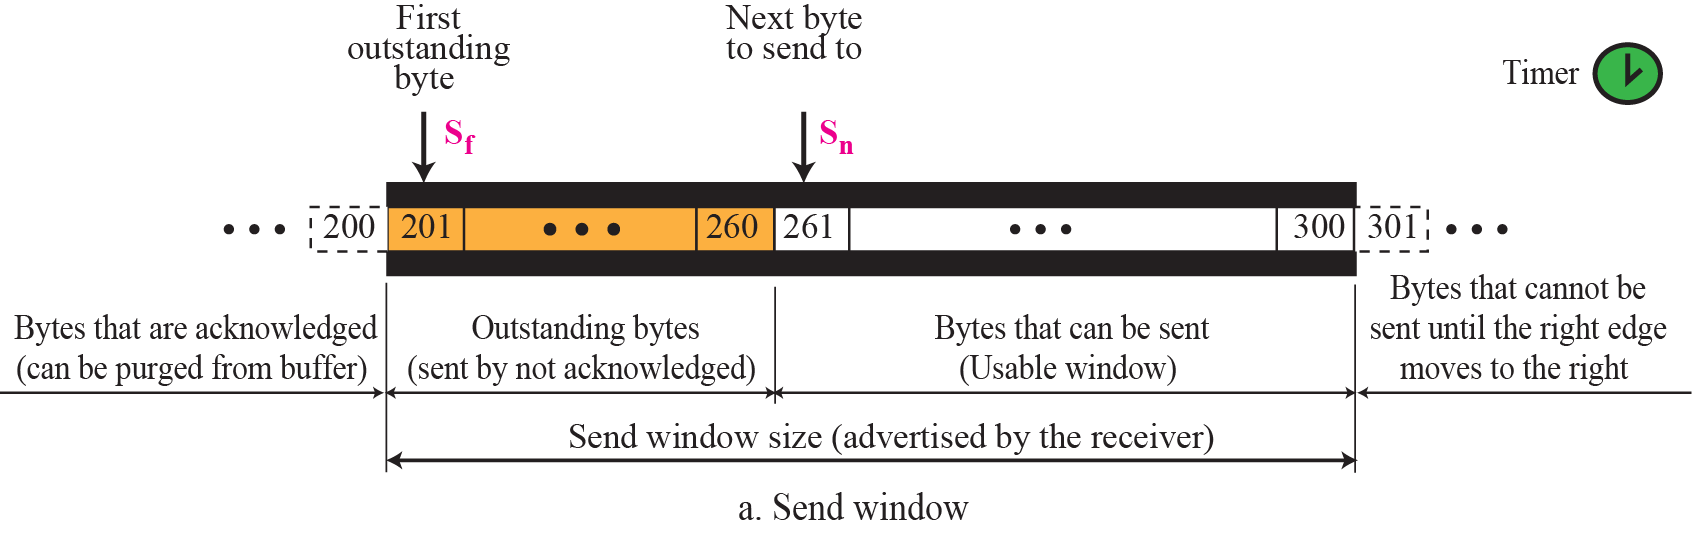 First
outstanding
byte
Next byte
to send to
Timer
Sf
Sn
• • • 200 201 • • • 260 261 • • • 300 301 • • •
Bytes that are acknowledged
(can be purged from buffer)
Outstanding bytes
(sent by not acknowledged)
Bytes that can be sent
(Usable window)
Bytes that cannot be
sent until the right edge
moves to the right
Send window size (advertised by the receiver)
a. Send window